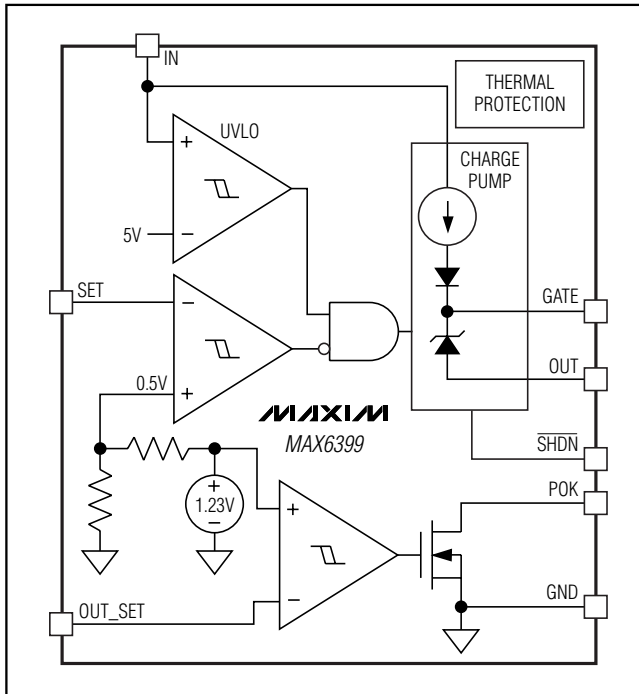 IN
THERMAL
PROTECTION
UVLO
+
CHARGE
PUMP
5V
−
SET
−
GATE
OUT
0.5V
+
MAXIM
MAX6399
SHDN
POK
+
1.23V
−
+
−
OUT_SET
GND